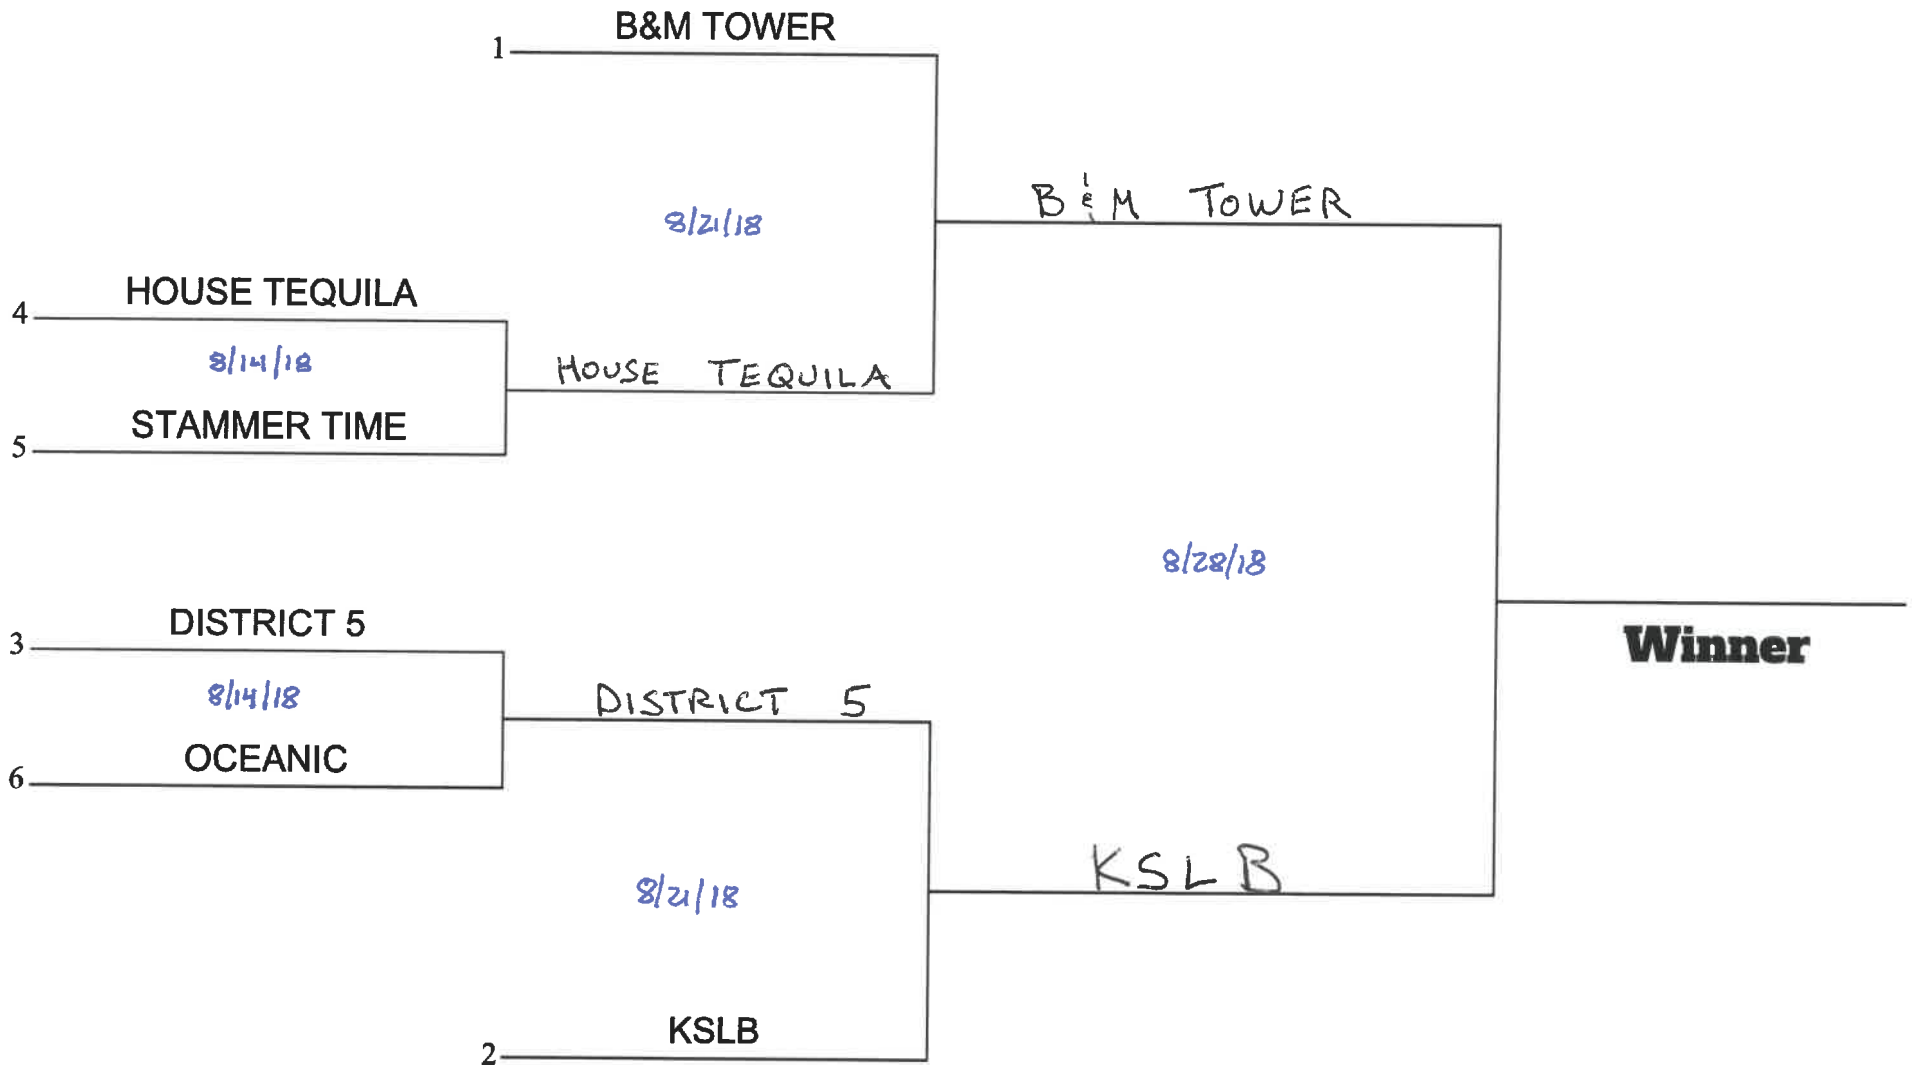 B&M TOWER
1
B & M TOWER
8/21/18
HOUSE TEQUILA
4
8/14/18
HOUSE TEQUILA
STAMMER TIME
5
8/28/18
DISTRICT 5
3
Winner
8/14/18
DISTRICT 5
OCEANIC
6
KSLB
8/21/18
KSLB
2